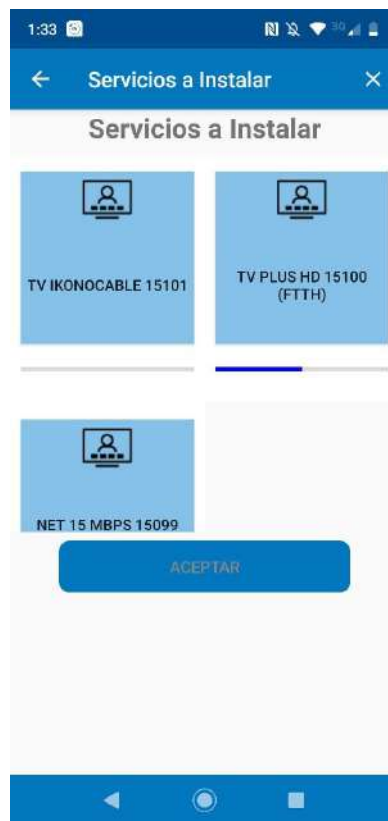 1:33
3G
Servicios a Instalar
Servicios a Instalar
TV IKONOCABLE 15101
TV PLUS HD 15100
(FTTH)
NET 15 MBPS 15099
ACEPTAR